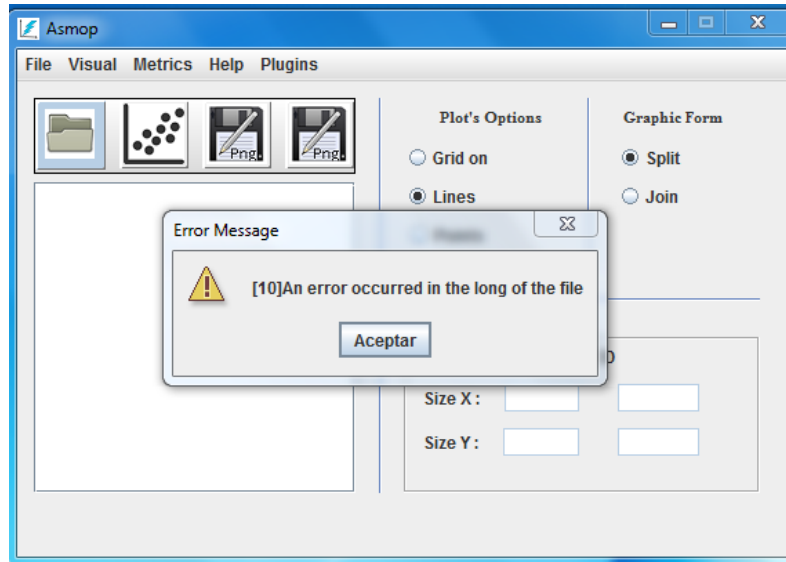 Asmop
File Visual Metrics Help Plugins
Png
Png
Plot's Options
Grid on
Lines
Graphic Form
Split
Join
Error Message
[10]An error occurred in the long of the file
Aceptar
Size X :
Size Y :